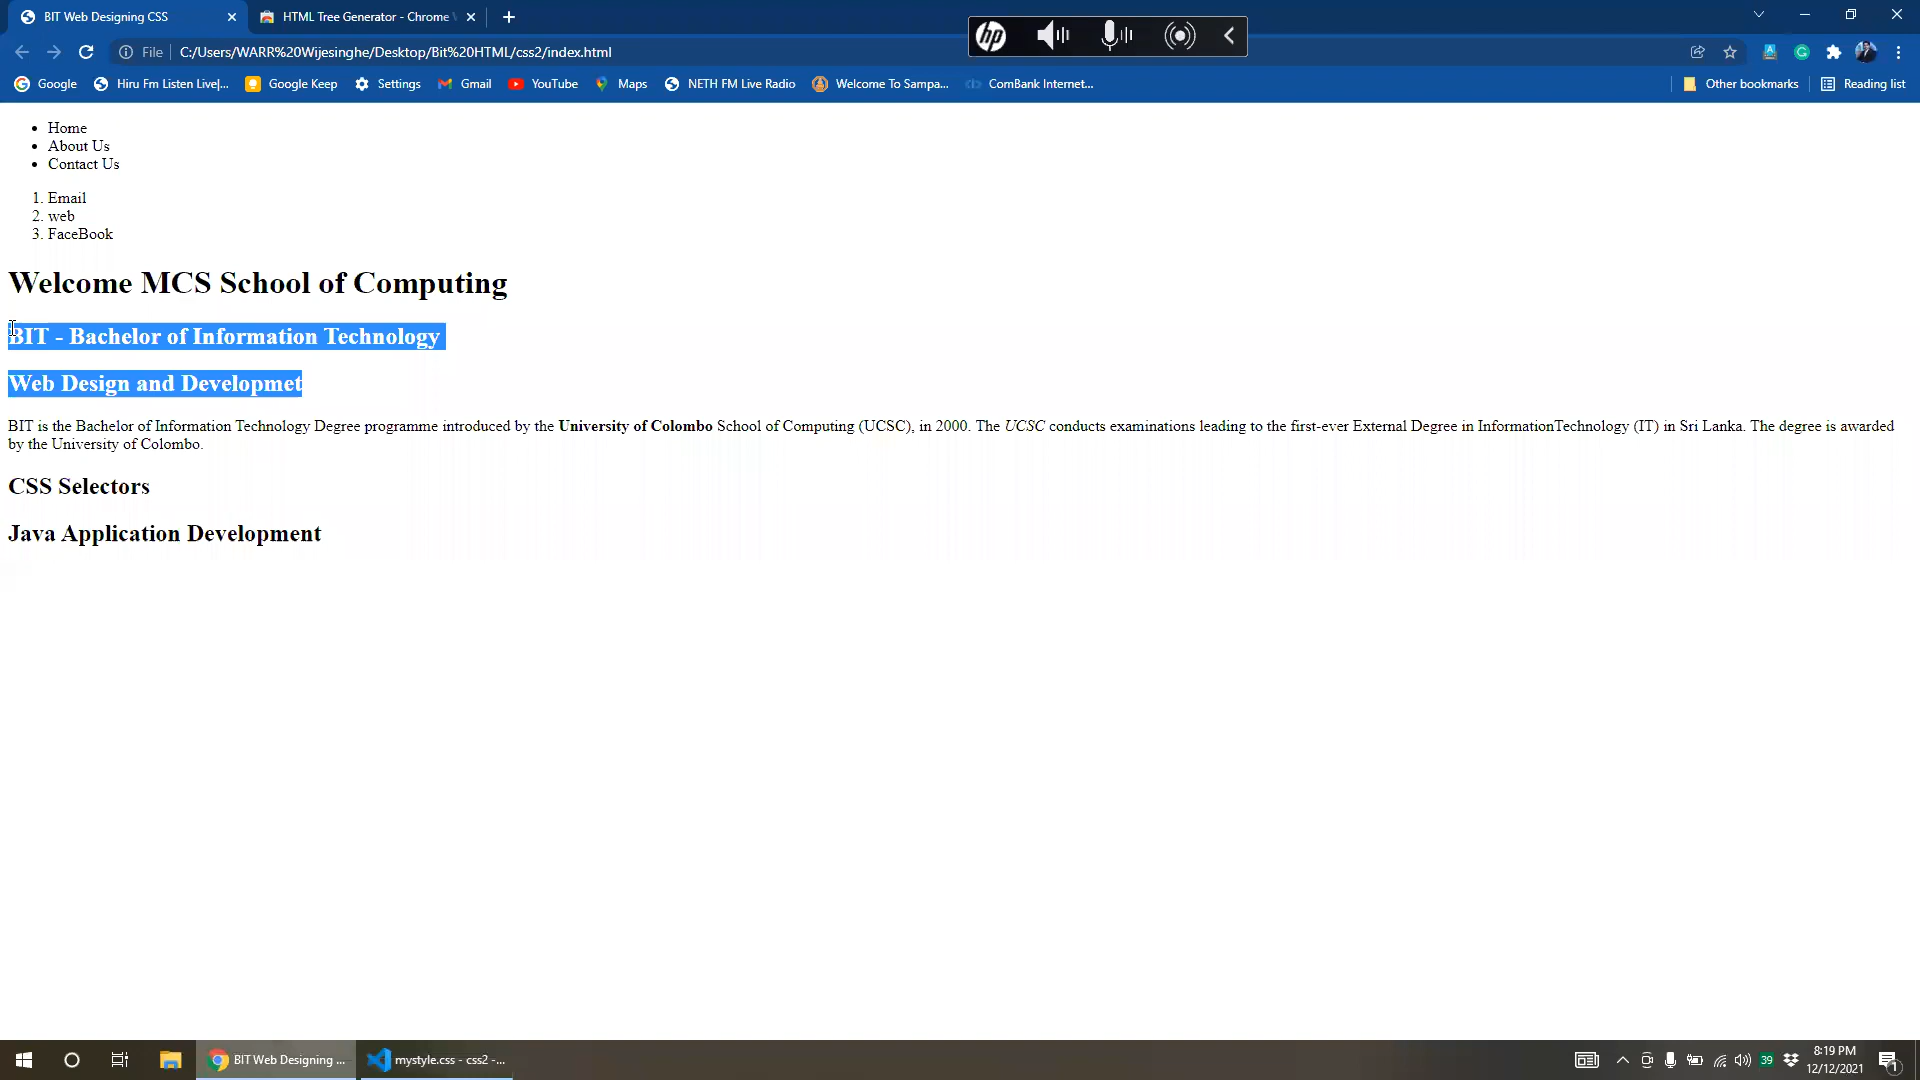 BIT Web Designing CSS
HTML Tree Generator - Chrome
File
C:/Users/WARR%20Wijesinghe/Desktop/Bit%20HTML/css2/index.html
hp
Google
Hiru Fm Listen Live|...
Google Keep
Settings
Gmail
YouTube
Maps
NETH FM Live Radio
Welcome To Sampa...
ComBank Internet...
Other bookmarks
Reading list
• Home
• About Us
• Contact Us
1. Email
2. web
3. FaceBook
Welcome MCS School of Computing
BIT - Bachelor of Information Technology
Web Design and Developmet
BIT is the Bachelor of Information Technology Degree programme introduced by the University of Colombo School of Computing (UCSC), in 2000. The UCSC conducts examinations leading to the first-ever External Degree in InformationTechnology (IT) in Sri Lanka. The degree is awarded
by the University of Colombo.
CSS Selectors
Java Application Development
BIT Web Designing ...
mystyle.css - css2 -...
39
8:19 PM
12/12/2021
1